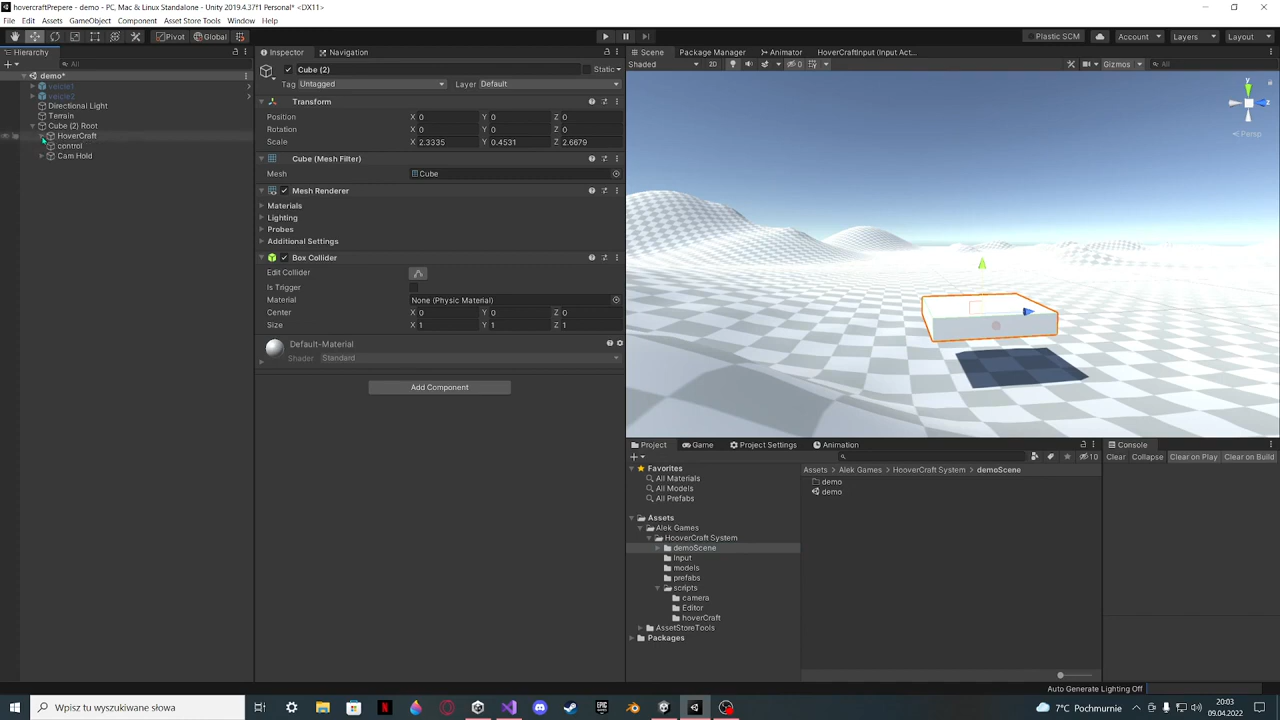 hovercraftPrepere - demo - PC, Mac & Linux Standalone - Unity 2019.4.37f1 Personal* <DX11>
File Edit Assets GameObject Component Asset Store Tools Window Help
Pivot Global Plastic SCM Account Layers Layout
Hierarchy
All
demo*
veicle1
veicle2
Directional Light
Terrain
Cube (2) Root
HoverCraft
control
Cam Hold
Inspector Navigation
Cube (2) Static
Tag Untagged Layer Default
Transform
Position X 0 Y 0 Z 0
Rotation X 0 Y 0 Z 0
Scale X 2.3335 Y 0.4531 Z 2.6679
Cube (Mesh Filter)
Mesh Cube
Mesh Renderer
Materials
Lighting
Probes
Additional Settings
Box Collider
Edit Collider
Is Trigger
Material None (Physic Material)
Center X 0 Y 0 Z 0
Size X 1 Y 1 Z 1
Default-Material
Shader Standard
Add Component
Scene Package Manager Animator HoverCraftInput (Input Act...
Shaded 2D 0 Gizmos All
y
Persp
Project Game Project Settings Animation
10
Favorites
All Materials
All Models
All Prefabs
Assets
Alek Games
HooverCraft System
demoScene
Input
models
prefabs
scripts
camera
Editor
hoverCraft
AssetStoreTools
Packages
Assets Alek Games HooverCraft System demoScene
demo
demo
Console
Clear Collapse Clear on Play Clear on Build
Auto Generate Lighting Off
Wpisz tu wyszukiwane słowa
7°C Pochmurnie
20:03
09.04.2022